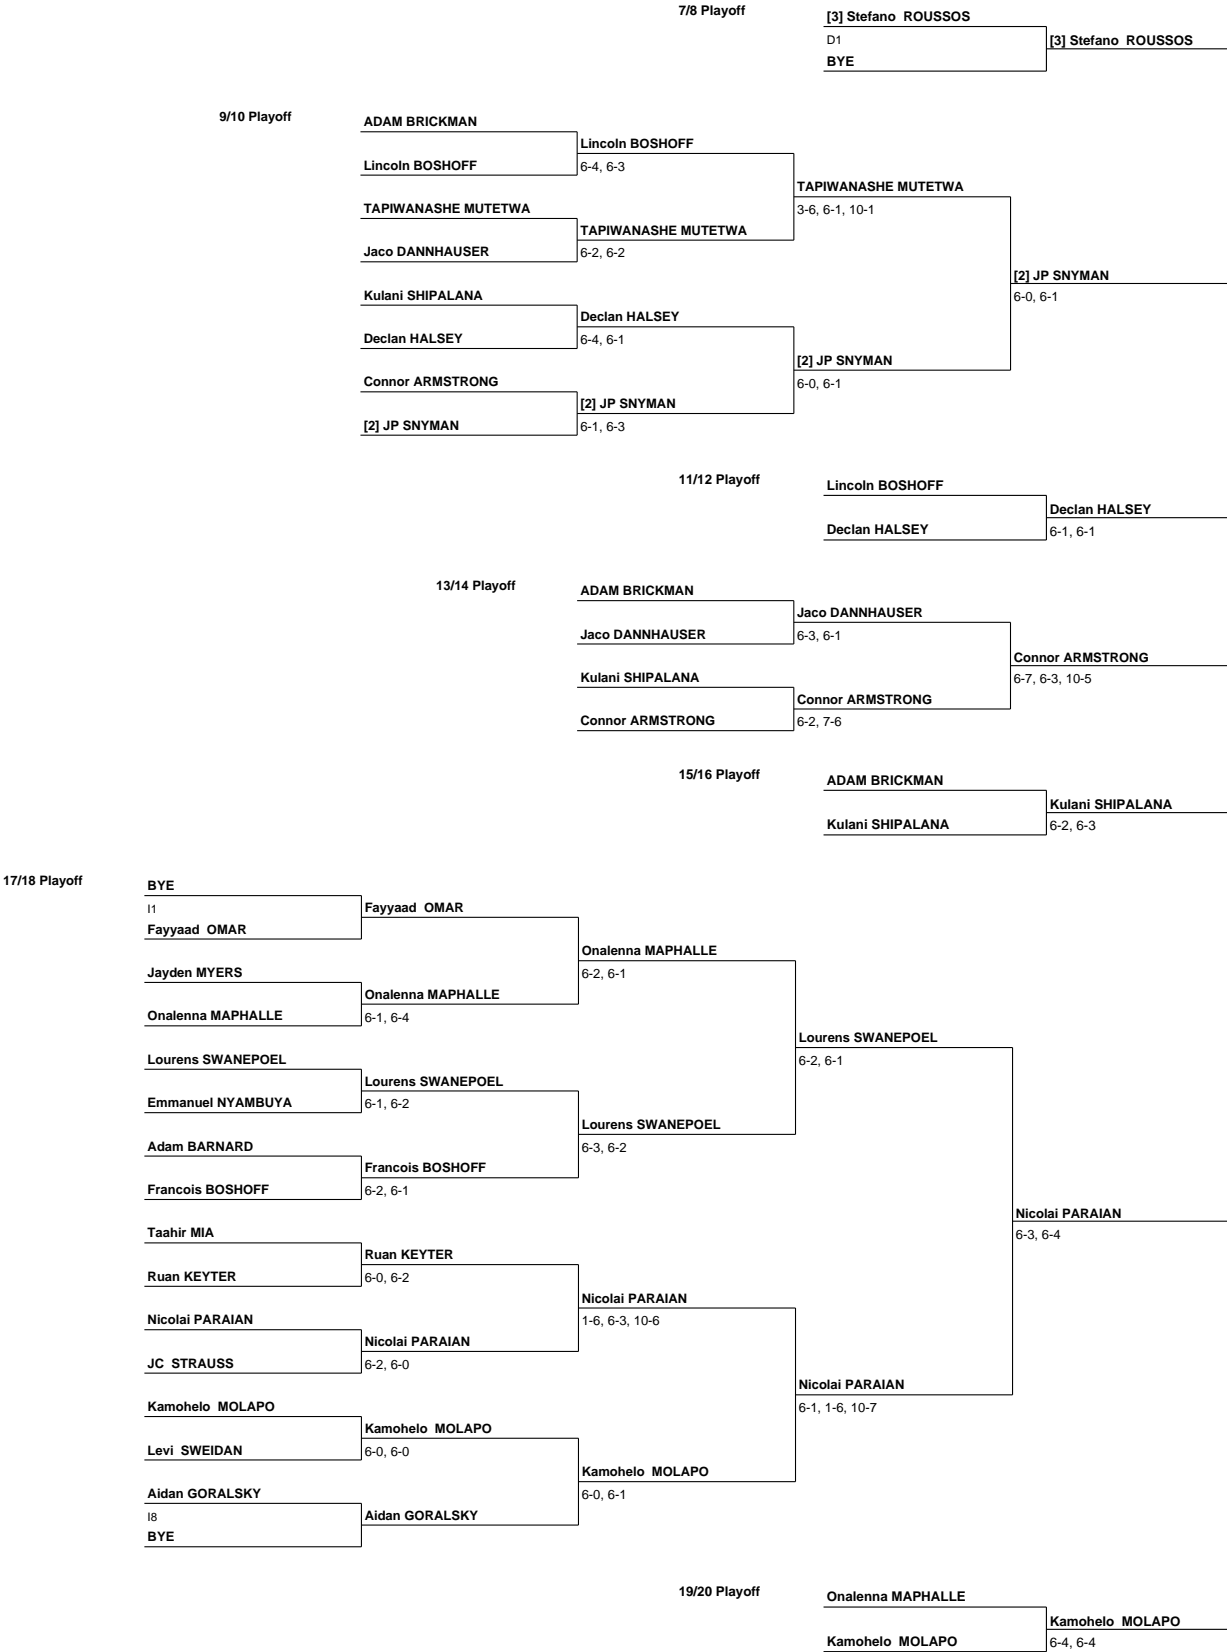 7/8 Playoff
[3] Stefano ROUSSOS
D1
[3] Stefano ROUSSOS
BYE
9/10 Playoff
ADAM BRICKMAN
Lincoln BOSHOFF
Lincoln BOSHOFF
6-4, 6-3
TAPIWANASHE MUTETWA
3-6, 6-1, 10-1
TAPIWANASHE MUTETWA
TAPIWANASHE MUTETWA
Jaco DANNHAUSER
6-2, 6-2
[2] JP SNYMAN
6-0, 6-1
Kulani SHIPALANA
Declan HALSEY
Declan HALSEY
6-4, 6-1
[2] JP SNYMAN
6-0, 6-1
Connor ARMSTRONG
[2] JP SNYMAN
[2] JP SNYMAN
6-1, 6-3
11/12 Playoff
Lincoln BOSHOFF
Declan HALSEY
Declan HALSEY
6-1, 6-1
13/14 Playoff
ADAM BRICKMAN
Jaco DANNHAUSER
Jaco DANNHAUSER
6-3, 6-1
Connor ARMSTRONG
6-7, 6-3, 10-5
Kulani SHIPALANA
Connor ARMSTRONG
Connor ARMSTRONG
6-2, 7-6
15/16 Playoff
ADAM BRICKMAN
Kulani SHIPALANA
Kulani SHIPALANA
6-2, 6-3
17/18 Playoff
BYE
I1
Fayyaad OMAR
Fayyaad OMAR
Onalenna MAPHALLE
6-2, 6-1
Jayden MYERS
Onalenna MAPHALLE
Onalenna MAPHALLE
6-1, 6-4
Lourens SWANEPOEL
6-2, 6-1
Lourens SWANEPOEL
Lourens SWANEPOEL
Emmanuel NYAMBUYA
6-1, 6-2
Lourens SWANEPOEL
6-3, 6-2
Adam BARNARD
Francois BOSHOFF
Francois BOSHOFF
6-2, 6-1
Nicolai PARAIAN
6-3, 6-4
Taahir MIA
Ruan KEYTER
Ruan KEYTER
6-0, 6-2
Nicolai PARAIAN
1-6, 6-3, 10-6
Nicolai PARAIAN
Nicolai PARAIAN
JC STRAUSS
6-2, 6-0
Nicolai PARAIAN
6-1, 1-6, 10-7
Kamohelo MOLAPO
Kamohelo MOLAPO
Levi SWEIDAN
6-0, 6-0
Kamohelo MOLAPO
6-0, 6-1
Aidan GORALSKY
I8
Aidan GORALSKY
BYE
19/20 Playoff
Onalenna MAPHALLE
Kamohelo MOLAPO
Kamohelo MOLAPO
6-4, 6-4